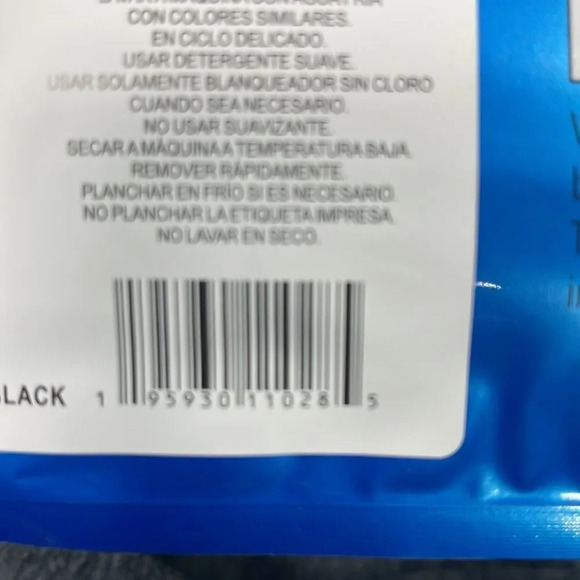 CON COLORES SIMILARES.
EN CICLO DELICADO.
USAR DETERGENTE SUAVE.
USAR SOLAMENTE BLANQUEADOR SIN CLORO
CUANDO SEA NECESARIO.
NO USAR SUAVIZANTE.
SECAR A MÁQUINA A TEMPERATURA BAJA.
REMOVER RÁPIDAMENTE.
PLANCHAR EN FRÍO SI ES NECESARIO.
NO PLANCHAR LA ETIQUETA IMPRESA.
NO LAVAR EN SECO.
LACK 1 95930 11028 5